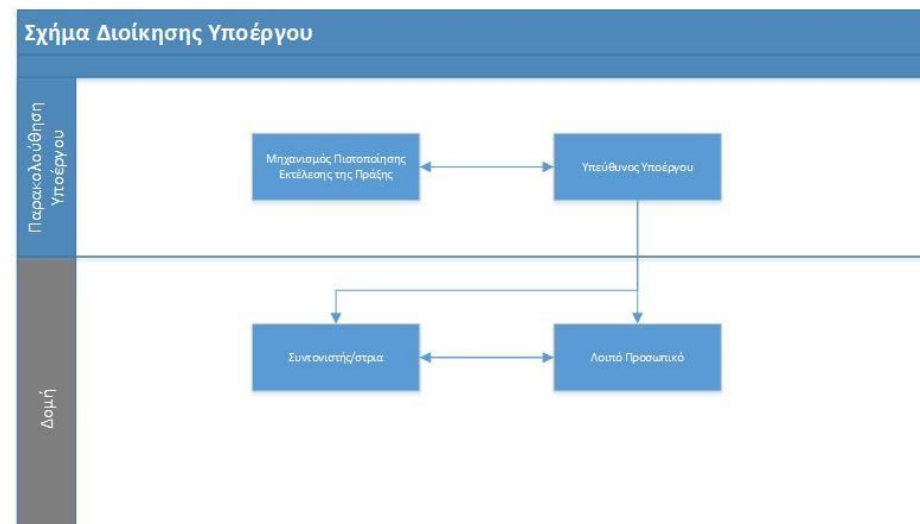 Σχήμα Διοίκησης Υποέργου
Παρακολούθηση
Υποέργου
Μηχανισμός Πιστοποίησης
Εκτέλεσης της Πράξης
Υπεύθυνος Υποέργου
Δομή
Συντονιστής/στρια
Λοιπό Προσωπικό